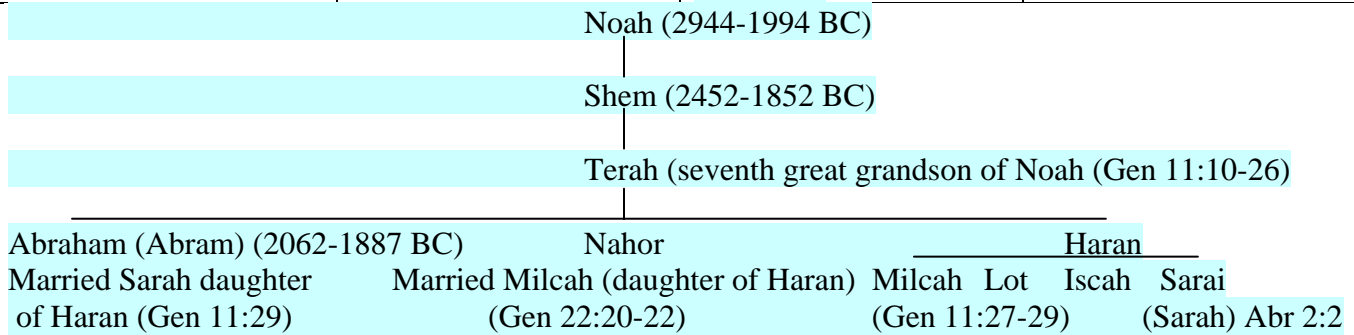 Noah (2944-1994 BC)
Shem (2452-1852 BC)
Terah (seventh great grandson of Noah (Gen 11:10-26)
Abraham (Abram) (2062-1887 BC) Nahor Haran
Married Sarah daughter Married Milcah (daughter of Haran) Milcah Lot Iscah Sarai
of Haran (Gen 11:29) (Gen 22:20-22) (Gen 11:27-29) (Sarah) Abr 2:2